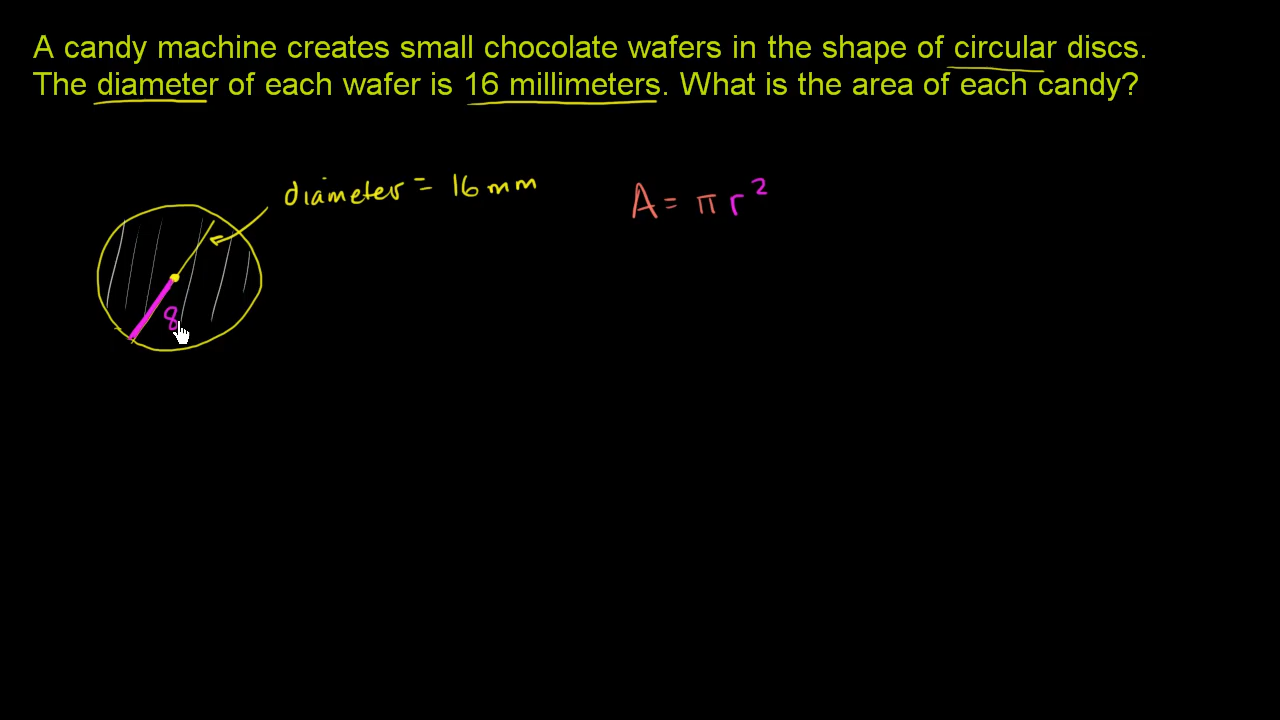 A candy machine creates small chocolate wafers in the shape of circular discs.
The diameter of each wafer is 16 millimeters. What is the area of each candy?
diameter = 16 mm
A = π r²
8